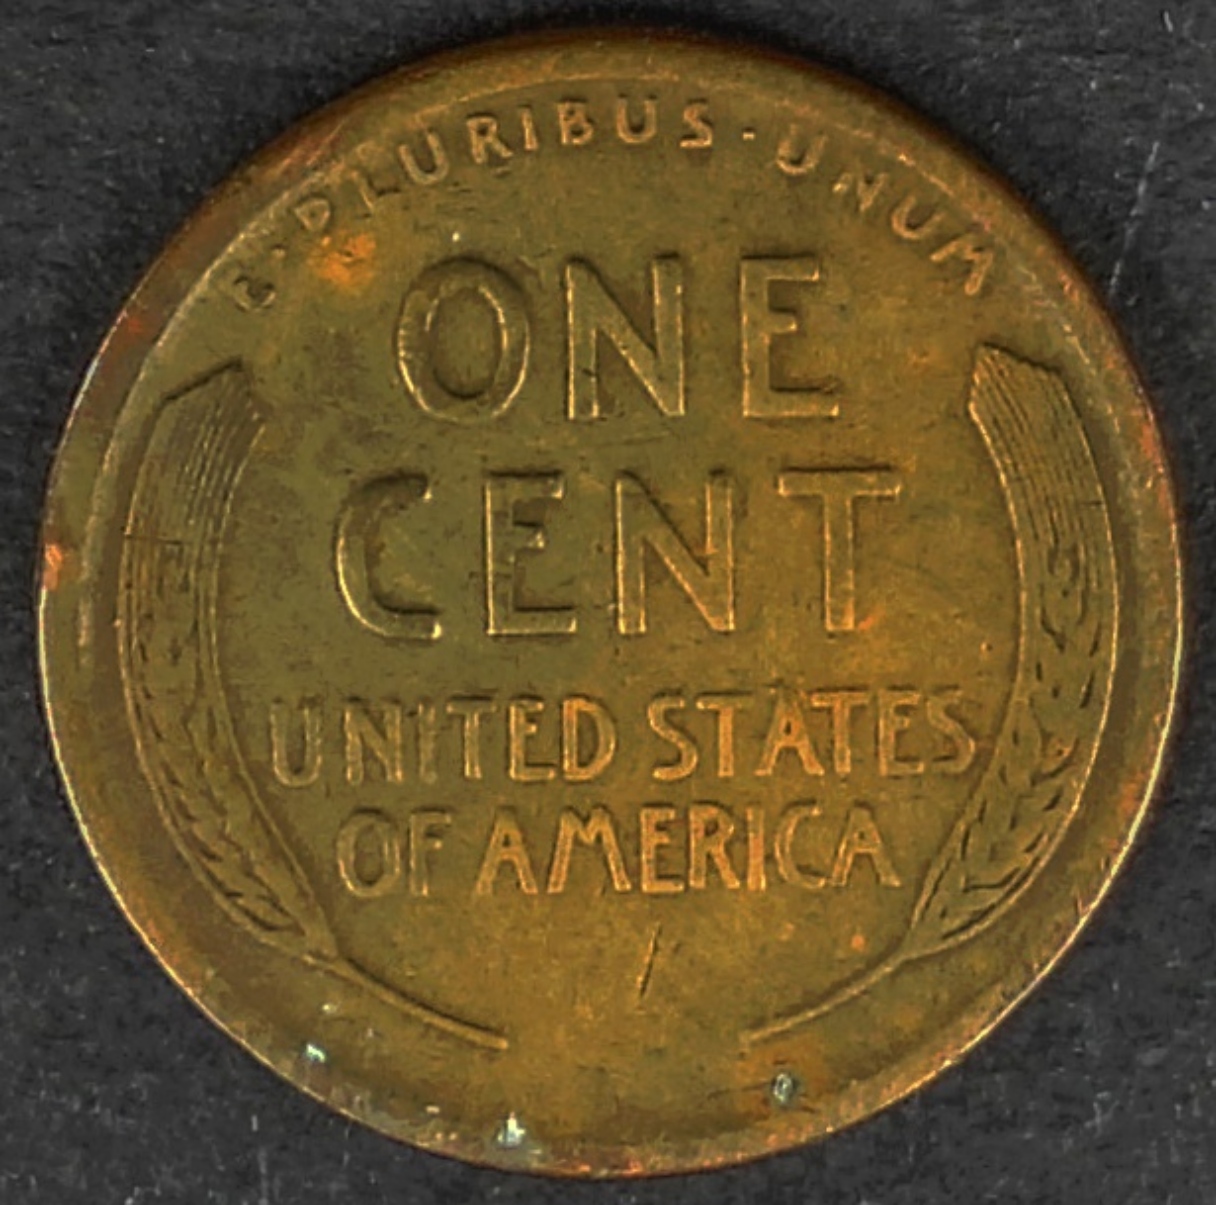 E·PLURIBUS·UNUM
ONE
CENT
UNITED STATES
OF AMERICA